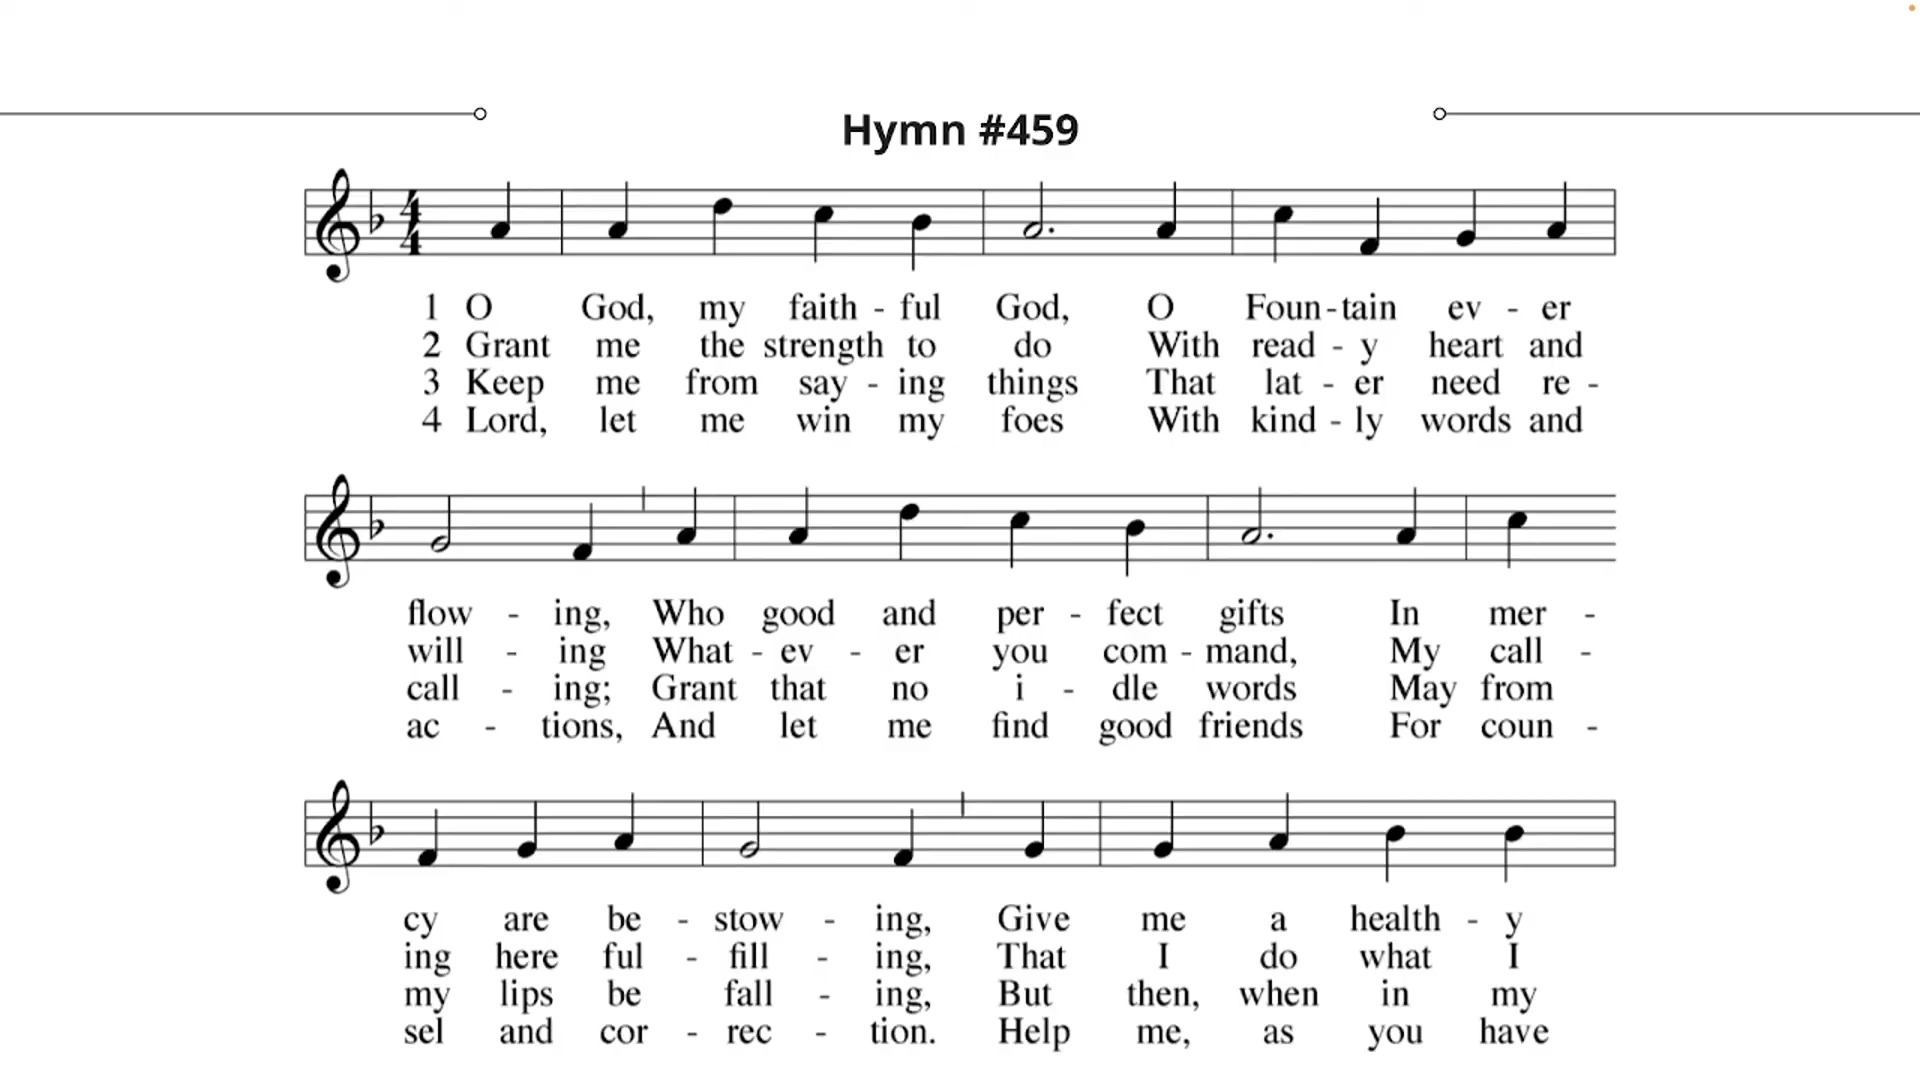 Hymn #459
4
4
1 O God, my faith - ful God, O Foun - tain ev - er
2 Grant me the strength to do With read - y heart and
3 Keep me from say - ing things That lat - er need re -
4 Lord, let me win my foes With kind - ly words and
flow - ing, Who good and per - fect gifts In mer -
will - ing What - ev - er you com - mand, My call -
call - ing; Grant that no i - dle words May from
ac - tions, And let me find good friends For coun -
cy are be - stow - ing, Give me a health - y
ing here ful - fill - ing, That I do what I
my lips be fall - ing, But then, when in my
sel and cor - rec - tion. Help me, as you have